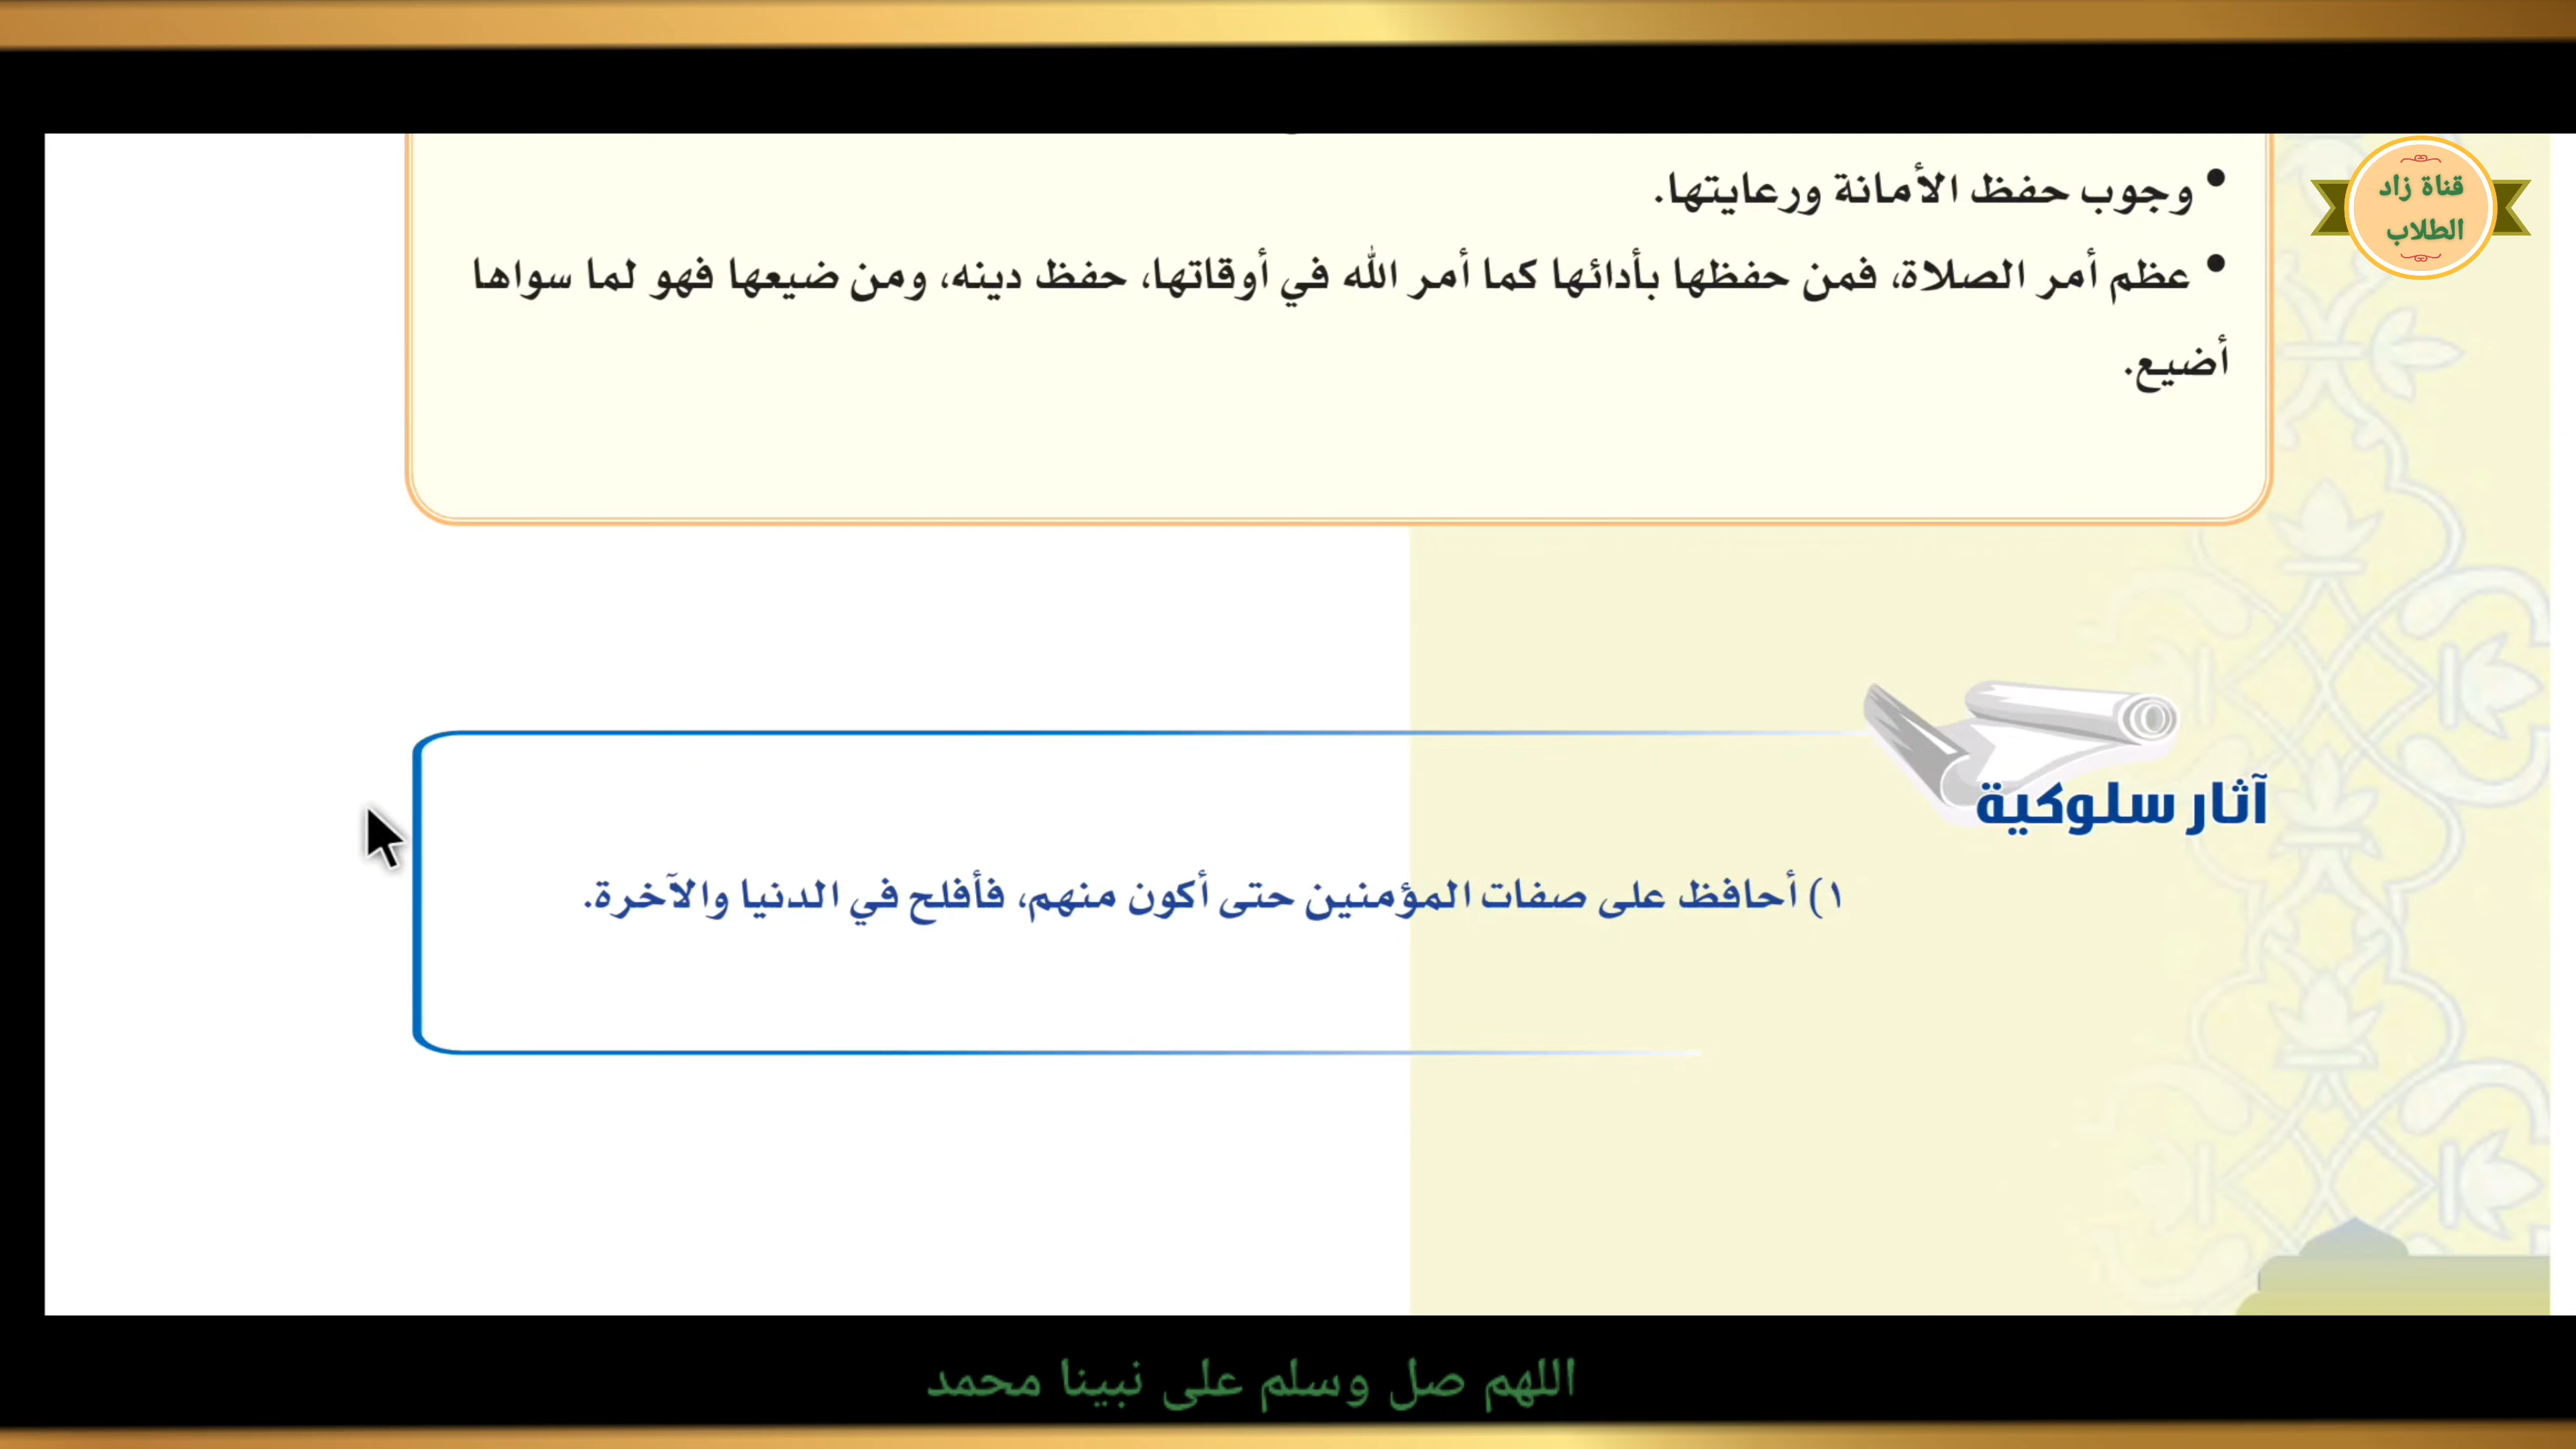 قناة زاد
الطلاب
• وجوب حفظ الأمانة ورعايتها.
• عظم أمر الصلاة، فمن حفظها بأدائها كما أمر الله في أوقاتها، حفظ دينه، ومن ضيعها فهو لما سواها
أضيع.
آثار سلوكية
١) أحافظ على صفات المؤمنين حتى أكون منهم، فأفلح في الدنيا والآخرة.
اللهم صل وسلم على نبينا محمد